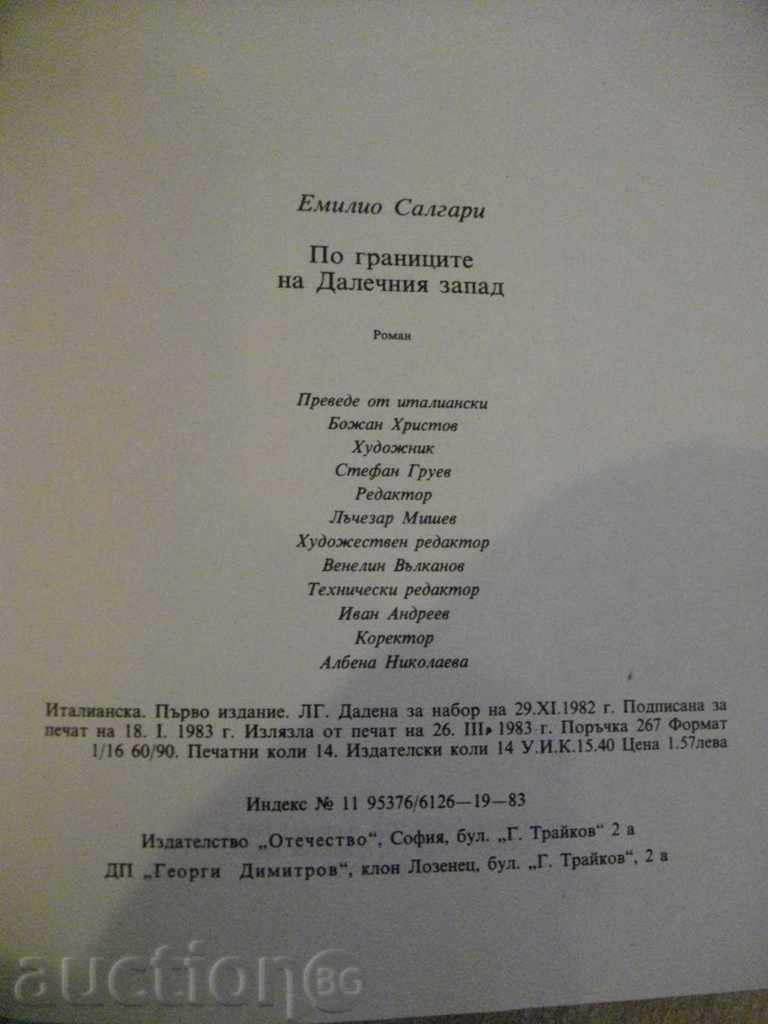 Емилио Салгари
По границите
на Далечния запад
Роман
Преведе от италиански
Божан Христов
Художник
Стефан Груев
Редактор
Лъчезар Мишев
Художествен редактор
Венелин Вълканов
Технически редактор
Иван Андреев
Коректор
Албена Николаева
Италианска. Първо издание. ЛГ. Дадена за набор на 29.XI.1982 г. Подписана за
печат на 18. I. 1983 г. Излязла от печат на 26. III. 1983 г. Поръчка 267 Формат
1/16 60/90. Печатни коли 14. Издателски коли 14 У.И.К.15.40 Цена 1.57лева
Индекс № 11 95376/6126—19—83
Издателство „Отечество“, София, бул. „Г. Трайков“ 2 а
ДП „Георги Димитров“, клон Лозенец, бул. „Г. Трайков“, 2 а
auctionBG